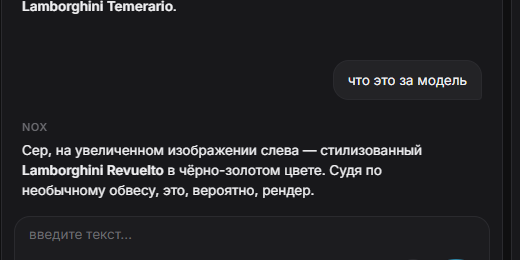 Lamborghini Temerario.
что это за модель
NOX
Сер, на увеличенном изображении слева — стилизованный
Lamborghini Revuelto в чёрно-золотом цвете. Судя по
необычному обвесу, это, вероятно, рендер.
введите текст...